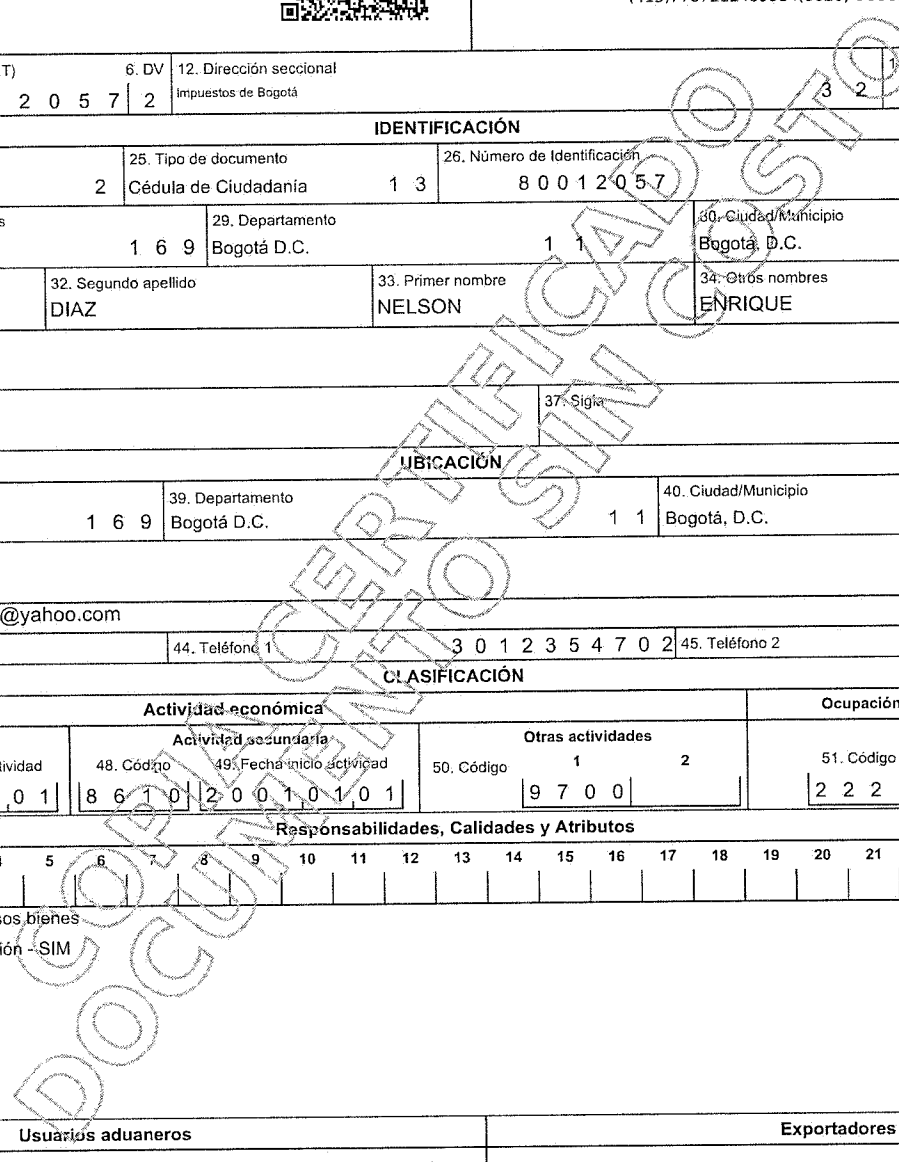 T) 6. DV 12. Dirección seccional
2 0 5 7 2 Impuestos de Bogotá 3 2
IDENTIFICACIÓN
25. Tipo de documento 26. Número de Identificación
2 Cédula de Ciudadanía 1 3 8 0 0 1 2 0 5 7
29. Departamento 30. Ciudad/Municipio
1 6 9 Bogotá D.C. 1 1 Bogotá, D.C.
32. Segundo apellido 33. Primer nombre 34. Otros nombres
DIAZ NELSON ENRIQUE
37. Sigla
UBICACIÓN
39. Departamento 40. Ciudad/Municipio
1 6 9 Bogotá D.C. 1 1 Bogotá, D.C.
@yahoo.com
44. Teléfono 1 3 0 1 2 3 5 4 7 0 2 45. Teléfono 2
CLASIFICACIÓN
Actividad económica Ocupación
Actividad secundaria Otras actividades
ividad 48. Código 49. Fecha inicio actividad 50. Código 1 2 51. Código
0 1 8 6 1 0 2 0 0 1 0 1 0 1 9 7 0 0 2 2 2
Responsabilidades, Calidades y Atributos
5 6 7 8 9 10 11 12 13 14 15 16 17 18 19 20 21
sos bienes
ión - SIM
COPIA CERTIFICADO
DOCUMENTO SIN COSTO
Usuarios aduaneros Exportadores